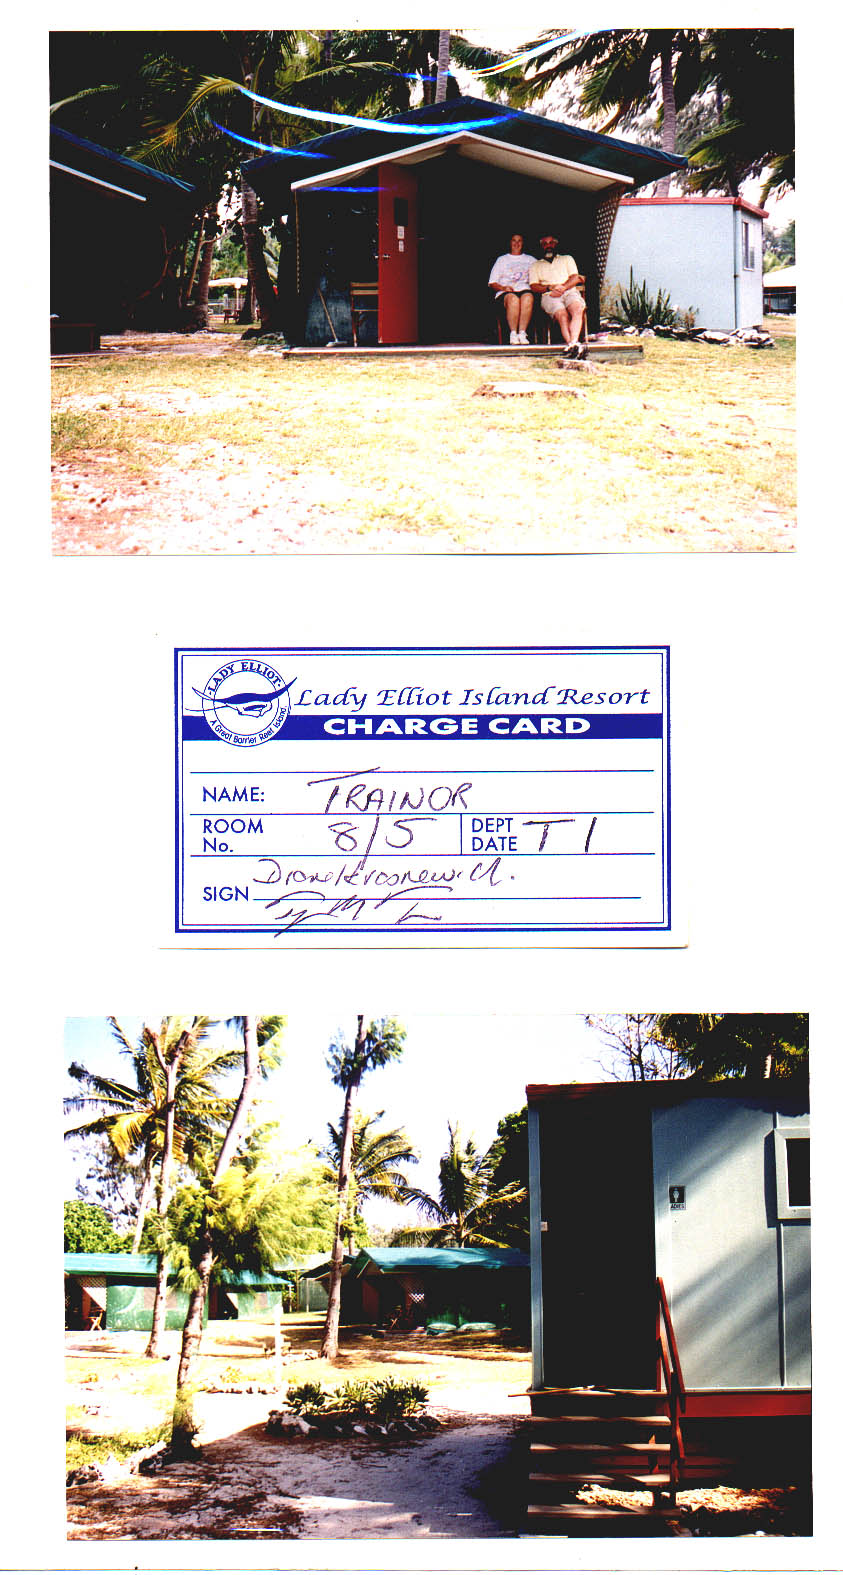 LADY ELLIOT
A Great Barrier Reef Island
Lady Elliot Island Resort
CHARGE CARD
NAME: TRAINOR
ROOM No. 8/5 DEPT DATE T 1
SIGN
LADIES